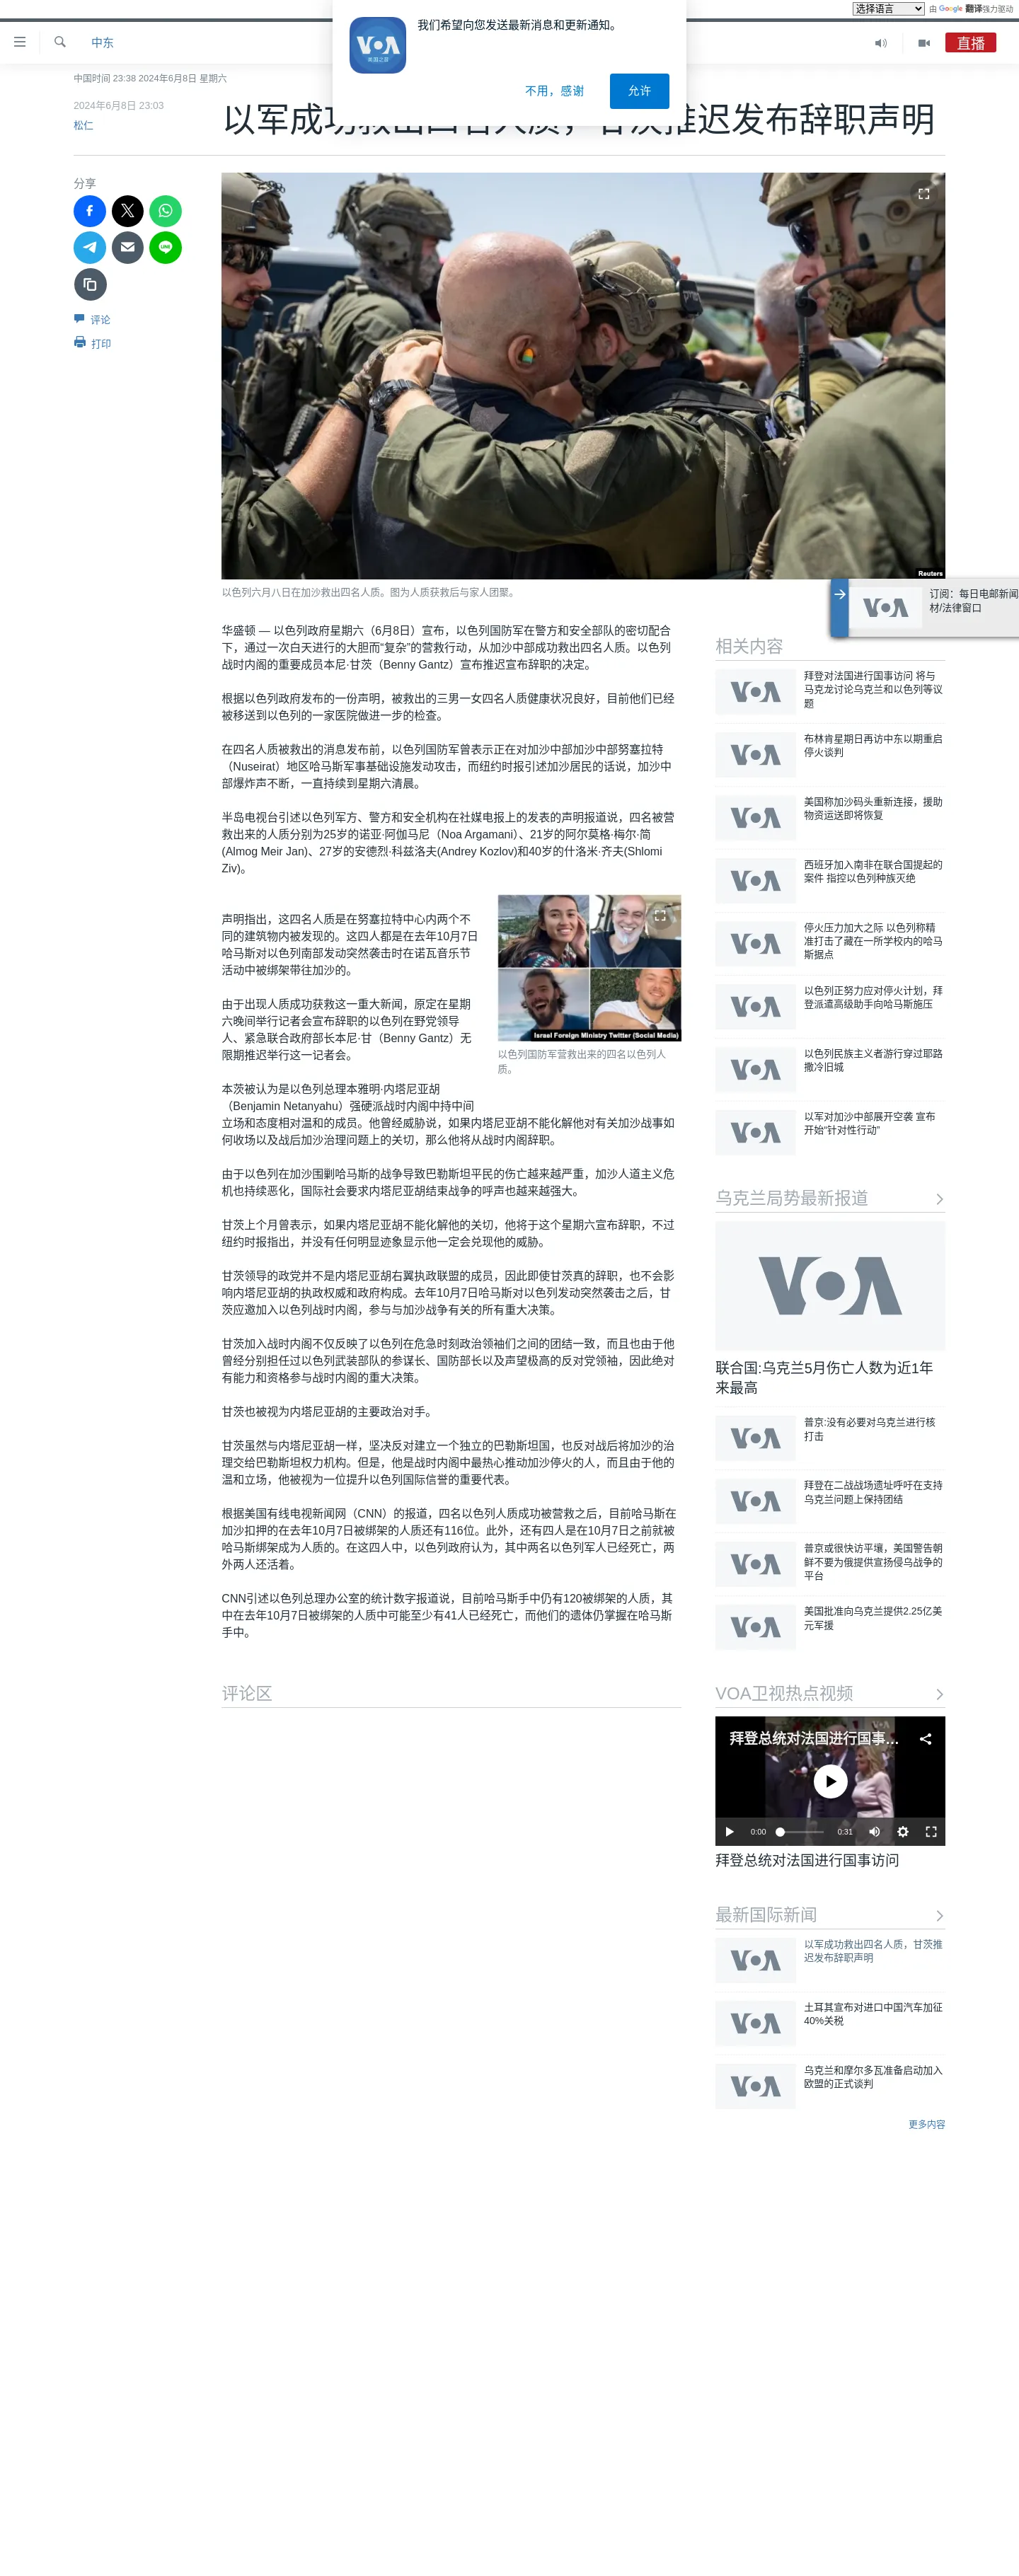 选择语言
由 Google 翻译强力驱动
我们希望向您发送最新消息和更新通知。
VOA
美国之音
不用，感谢
允许
中东
直播
中国时间 23:38 2024年6月8日 星期六
2024年6月8日 23:03
松仁
以军成功救出四名人质，甘茨推迟发布辞职声明
分享
评论
打印
Reuters
以色列六月八日在加沙救出四名人质。图为人质获救后与家人团聚。
VOA
订阅：每日电邮新闻
材/法律窗口
华盛顿 — 以色列政府星期六（6月8日）宣布，以色列国防军在警方和安全部队的密切配合
下，通过一次白天进行的大胆而“复杂”的营救行动，从加沙中部成功救出四名人质。以色列
战时内阁的重要成员本尼·甘茨（Benny Gantz）宣布推迟宣布辞职的决定。
根据以色列政府发布的一份声明，被救出的三男一女四名人质健康状况良好，目前他们已经
被移送到以色列的一家医院做进一步的检查。
在四名人质被救出的消息发布前，以色列国防军曾表示正在对加沙中部加沙中部努塞拉特
（Nuseirat）地区哈马斯军事基础设施发动攻击，而纽约时报引述加沙居民的话说，加沙中
部爆炸声不断，一直持续到星期六清晨。
半岛电视台引述以色列军方、警方和安全机构在社媒电报上的发表的声明报道说，四名被营
救出来的人质分别为25岁的诺亚·阿伽马尼（Noa Argamani）、21岁的阿尔莫格·梅尔·简
(Almog Meir Jan)、27岁的安德烈·科兹洛夫(Andrey Kozlov)和40岁的什洛米·齐夫(Shlomi
Ziv)。
声明指出，这四名人质是在努塞拉特中心内两个不
同的建筑物内被发现的。这四人都是在去年10月7日
哈马斯对以色列南部发动突然袭击时在诺瓦音乐节
活动中被绑架带往加沙的。
Israel Foreign Ministry Twitter (Social Media)
以色列国防军营救出来的四名以色列人
质。
由于出现人质成功获救这一重大新闻，原定在星期
六晚间举行记者会宣布辞职的以色列在野党领导
人、紧急联合政府部长本尼·甘（Benny Gantz）无
限期推迟举行这一记者会。
本茨被认为是以色列总理本雅明·内塔尼亚胡
（Benjamin Netanyahu）强硬派战时内阁中持中间
立场和态度相对温和的成员。他曾经威胁说，如果内塔尼亚胡不能化解他对有关加沙战事如
何收场以及战后加沙治理问题上的关切，那么他将从战时内阁辞职。
由于以色列在加沙围剿哈马斯的战争导致巴勒斯坦平民的伤亡越来越严重，加沙人道主义危
机也持续恶化，国际社会要求内塔尼亚胡结束战争的呼声也越来越强大。
甘茨上个月曾表示，如果内塔尼亚胡不能化解他的关切，他将于这个星期六宣布辞职，不过
纽约时报指出，并没有任何明显迹象显示他一定会兑现他的威胁。
甘茨领导的政党并不是内塔尼亚胡右翼执政联盟的成员，因此即使甘茨真的辞职，也不会影
响内塔尼亚胡的执政权威和政府构成。去年10月7日哈马斯对以色列发动突然袭击之后，甘
茨应邀加入以色列战时内阁，参与与加沙战争有关的所有重大决策。
甘茨加入战时内阁不仅反映了以色列在危急时刻政治领袖们之间的团结一致，而且也由于他
曾经分别担任过以色列武装部队的参谋长、国防部长以及声望极高的反对党领袖，因此绝对
有能力和资格参与战时内阁的重大决策。
甘茨也被视为内塔尼亚胡的主要政治对手。
甘茨虽然与内塔尼亚胡一样，坚决反对建立一个独立的巴勒斯坦国，也反对战后将加沙的治
理交给巴勒斯坦权力机构。但是，他是战时内阁中最热心推动加沙停火的人，而且由于他的
温和立场，他被视为一位提升以色列国际信誉的重要代表。
根据美国有线电视新闻网（CNN）的报道，四名以色列人质成功被营救之后，目前哈马斯在
加沙扣押的在去年10月7日被绑架的人质还有116位。此外，还有四人是在10月7日之前就被
哈马斯绑架成为人质的。在这四人中，以色列政府认为，其中两名以色列军人已经死亡，两
外两人还活着。
CNN引述以色列总理办公室的统计数字报道说，目前哈马斯手中仍有120被绑架的人质，其
中在去年10月7日被绑架的人质中可能至少有41人已经死亡，而他们的遗体仍掌握在哈马斯
手中。
评论区
相关内容
VOA
拜登对法国进行国事访问 将与
马克龙讨论乌克兰和以色列等议
题
VOA
布林肯星期日再访中东以期重启
停火谈判
VOA
美国称加沙码头重新连接，援助
物资运送即将恢复
VOA
西班牙加入南非在联合国提起的
案件 指控以色列种族灭绝
VOA
停火压力加大之际 以色列称精
准打击了藏在一所学校内的哈马
斯据点
VOA
以色列正努力应对停火计划，拜
登派遣高级助手向哈马斯施压
VOA
以色列民族主义者游行穿过耶路
撒冷旧城
VOA
以军对加沙中部展开空袭 宣布
开始“针对性行动”
乌克兰局势最新报道
VOA
联合国:乌克兰5月伤亡人数为近1年
来最高
VOA
普京:没有必要对乌克兰进行核
打击
VOA
拜登在二战战场遗址呼吁在支持
乌克兰问题上保持团结
VOA
普京或很快访平壤，美国警告朝
鲜不要为俄提供宣扬侵乌战争的
平台
VOA
美国批准向乌克兰提供2.25亿美
元军援
VOA卫视热点视频
拜登总统对法国进行国事...
0:00
0:31
拜登总统对法国进行国事访问
最新国际新闻
VOA
以军成功救出四名人质，甘茨推
迟发布辞职声明
VOA
土耳其宣布对进口中国汽车加征
40%关税
VOA
乌克兰和摩尔多瓦准备启动加入
欧盟的正式谈判
更多内容